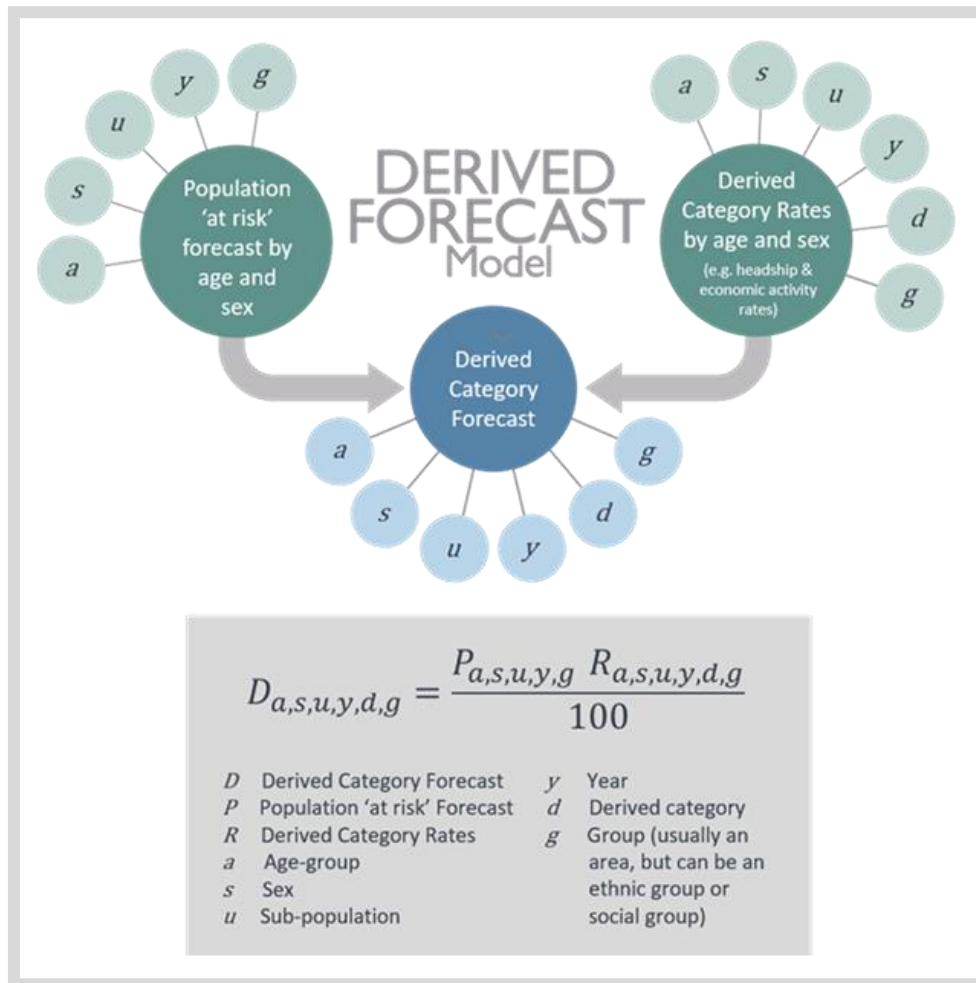 DERIVED
FORECAST
Model
g
y
u
s
a
Population
‘at risk’
forecast by
age and
sex
a
s
u
y
d
g
Derived
Category Rates
by age and sex
(e.g. headship &
economic activity
rates)
Derived
Category
Forecast
a
s
u
y
d
g
D_{a,s,u,y,d,g} = \frac{P_{a,s,u,y,g} R_{a,s,u,y,d,g}}{100}
D Derived Category Forecast
P Population ‘at risk’ Forecast
R Derived Category Rates
a Age-group
s Sex
u Sub-population
y Year
d Derived category
g Group (usually an
area, but can be an
ethnic group or
social group)